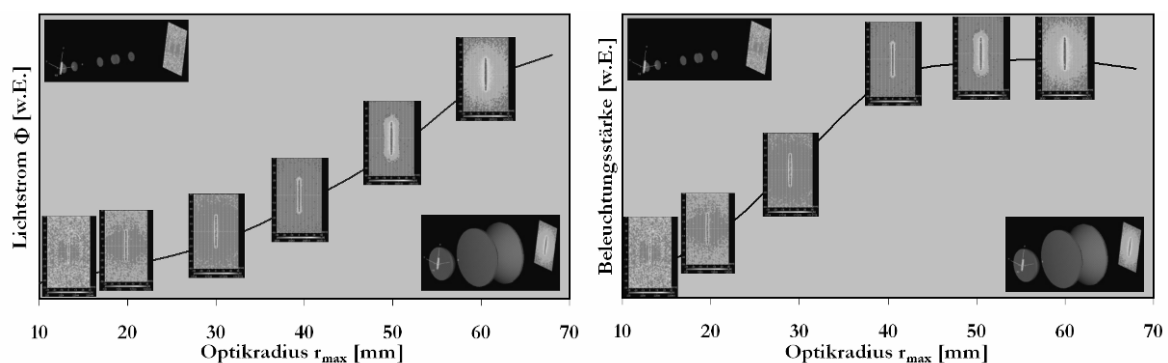 Lichtstrom Φ [w.E.]
10 20 30 40 50 60 70
Optikradius r_max [mm]
Beleuchtungsstärke [w.E.]
10 20 30 40 50 60 70
Optikradius r_max [mm]